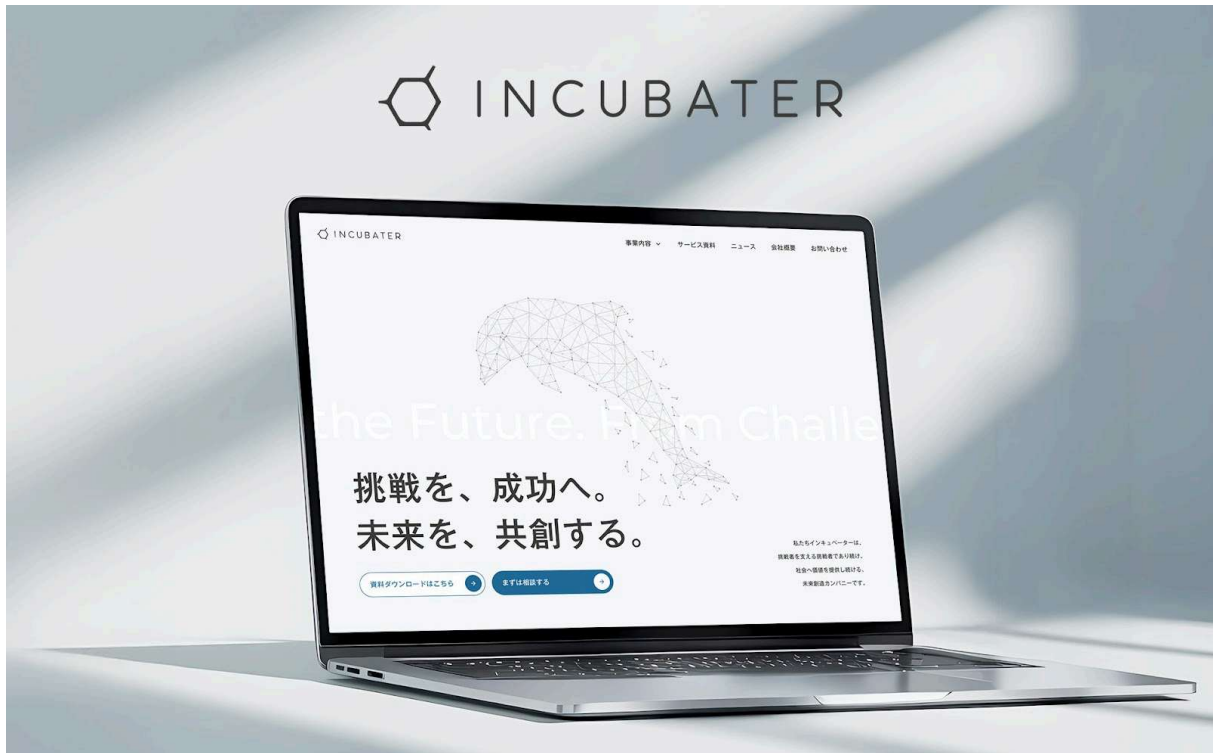 INCUBATER
INCUBATER
事業内容 サービス資料 ニュース 会社概要 お問い合わせ
the Future. From Challe
挑戦を、成功へ。
未来を、共創する。
資料ダウンロードはこちら まずは相談する
私たちインキュベーターは、
挑戦者を支える挑戦者であり続け、
社会へ価値を提供し続ける、
未来創造カンパニーです。